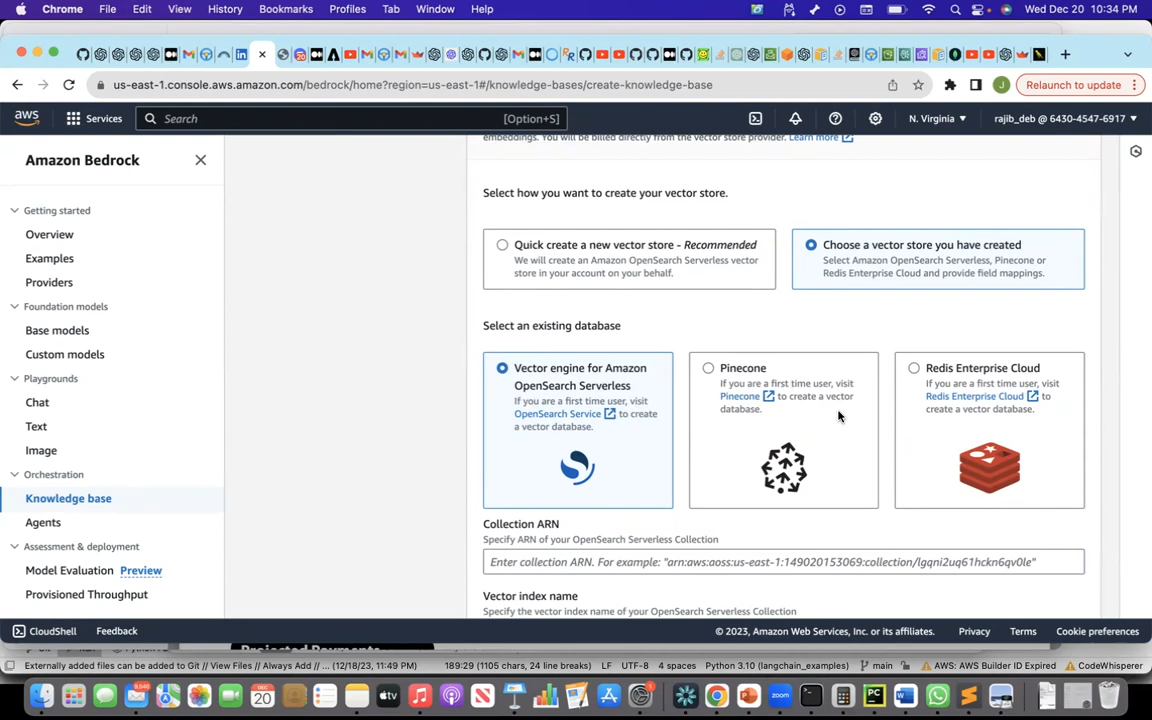 Chrome File Edit View History Bookmarks Profiles Tab Window Help Wed Dec 20 10:34 PM
us-east-1.console.aws.amazon.com/bedrock/home?region=us-east-1#/knowledge-bases/create-knowledge-base
J
Relaunch to update
aws
Services
Search [Option+S]
N. Virginia
rajib_deb @ 6430-4547-6917
Amazon Bedrock
Getting started
Overview
Examples
Providers
Foundation models
Base models
Custom models
Playgrounds
Chat
Text
Image
Orchestration
Knowledge base
Agents
Assessment & deployment
Model Evaluation Preview
Provisioned Throughput
embeddings. You will be billed directly from the vector store provider. Learn more
Select how you want to create your vector store.
Quick create a new vector store - Recommended
We will create an Amazon OpenSearch Serverless vector
store in your account on your behalf.
Choose a vector store you have created
Select Amazon OpenSearch Serverless, Pinecone or
Redis Enterprise Cloud and provide field mappings.
Select an existing database
Vector engine for Amazon
OpenSearch Serverless
If you are a first time user, visit
OpenSearch Service to create
a vector database.
Pinecone
If you are a first time user, visit
Pinecone to create a vector
database.
Redis Enterprise Cloud
If you are a first time user, visit
Redis Enterprise Cloud to
create a vector database.
Collection ARN
Specify ARN of your OpenSearch Serverless Collection
Enter collection ARN. For example: "arn:aws:aoss:us-east-1:149020153069:collection/lgqni2uq61hckn6qv0le"
Vector index name
Specify the vector index name of your OpenSearch Serverless Collection
CloudShell
Feedback
© 2023, Amazon Web Services, Inc. or its affiliates.
Privacy
Terms
Cookie preferences
Externally added files can be added to Git // View Files // Always Add // ... (12/18/23, 11:49 PM)
189:29 (1105 chars, 24 line breaks)
LF
UTF-8
4 spaces
Python 3.10 (langchain_examples)
main
AWS: AWS Builder ID Expired
CodeWhisperer
DEC
20
tv
zoom
PC
W